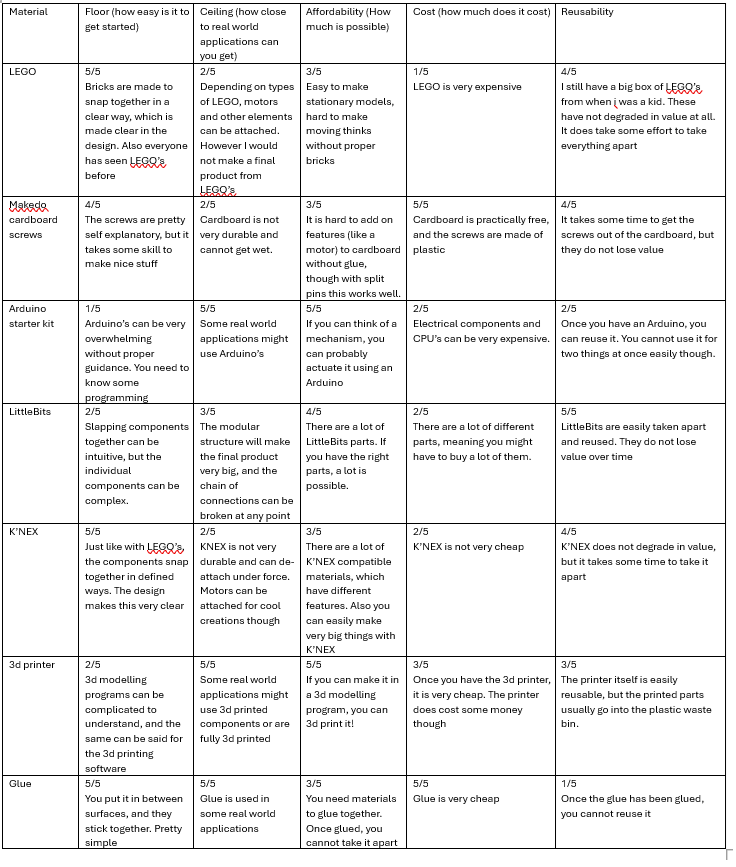 Material
Floor (how easy is it to
get started)
Ceiling (how close
to real world
applications can
you get)
Affordability (How
much is possible)
Cost (how much does it cost)
Reusability
LEGO
5/5
Bricks are made to
snap together in a
clear way, which is
made clear in the
design. Also everyone
has seen LEGO's
before
2/5
Depending on types
of LEGO, motors
and other elements
can be attached.
However I would
not make a final
product from
LEGO's
3/5
Easy to make
stationary models,
hard to make
moving thinks
without proper
bricks
1/5
LEGO is very expensive
4/5
I still have a big box of LEGO's
from when i was a kid. These
have not degraded in value at all.
It does take some effort to take
everything apart
Makedo
cardboard
screws
4/5
The screws are pretty
self explanatory, but it
takes some skill to
make nice stuff
2/5
Cardboard is not
very durable and
cannot get wet.
3/5
It is hard to add on
features (like a
motor) to cardboard
without glue,
though with split
pins this works well.
5/5
Cardboard is practically free,
and the screws are made of
plastic
4/5
It takes some time to get the
screws out of the cardboard, but
they do not lose value
Arduino
starter kit
1/5
Arduino's can be very
overwhelming
without proper
guidance. You need to
know some
programming
5/5
Some real world
applications might
use Arduino's
5/5
If you can think of a
mechanism, you
can probably
actuate it using an
Arduino
2/5
Electrical components and
CPU's can be very expensive.
2/5
Once you have an Arduino, you
can reuse it. You cannot use it for
two things at once easily though.
LittleBits
2/5
Slapping components
together can be
intuitive, but the
individual
components can be
complex.
3/5
The modular
structure will make
the final product
very big, and the
chain of
connections can be
broken at any point
4/5
There are a lot of
LittleBits parts. If
you have the right
parts, a lot is
possible.
2/5
There are a lot of different
parts, meaning you might
have to buy a lot of them.
5/5
LittleBits are easily taken apart
and reused. They do not lose
value over time
K'NEX
5/5
Just like with LEGO's,
the components snap
together in defined
ways. The design
makes this very clear
2/5
KNEX is not very
durable and can de-
attach under force.
Motors can be
attached for cool
creations though
3/5
There are a lot of
K'NEX compatible
materials, which
have different
features. Also you
can easily make
very big things with
K'NEX
2/5
K'NEX is not very cheap
4/5
K'NEX does not degrade in value,
but it takes some time to take it
apart
3d printer
2/5
3d modelling
programs can be
complicated to
understand, and the
same can be said for
the 3d printing
software
5/5
Some real world
applications might
use 3d printed
components or are
fully 3d printed
5/5
If you can make it in
a 3d modelling
program, you can
3d print it!
3/5
Once you have the 3d printer,
it is very cheap. The printer
does cost some money
though
3/5
The printer itself is easily
reusable, but the printed parts
usually go into the plastic waste
bin.
Glue
5/5
You put it in between
surfaces, and they
stick together. Pretty
simple
5/5
Glue is used in
some real world
applications
3/5
You need materials
to glue together.
Once glued, you
cannot take it apart
5/5
Glue is very cheap
1/5
Once the glue has been glued,
you cannot reuse it